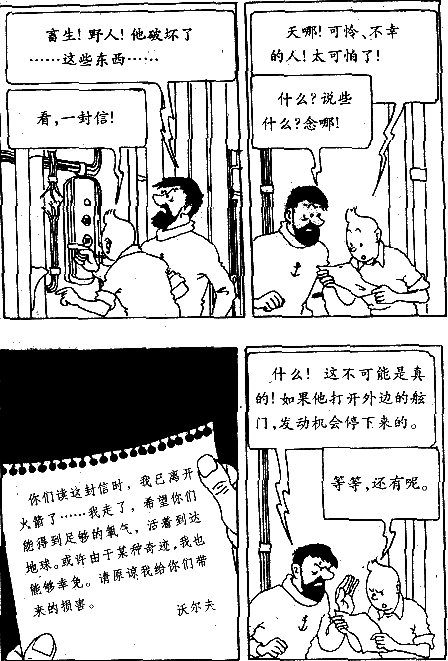 畜生！野人！他破坏了
……这些东西……
看，一封信！
天哪！可怜、不幸
的人！太可怕了！
什么？说些
什么？念哪！
你们读这封信时，我已离开
火箭了……我走了，希望你们
能得到足够的氧气，活着到达
地球。或许由于某种奇迹，我也
能够幸免。请原谅我给你们带
来的损害。
沃尔夫
什么！这不可能是真
的！如果他打开外边的舷
门，发动机会停下来的。
等等，还有呢。